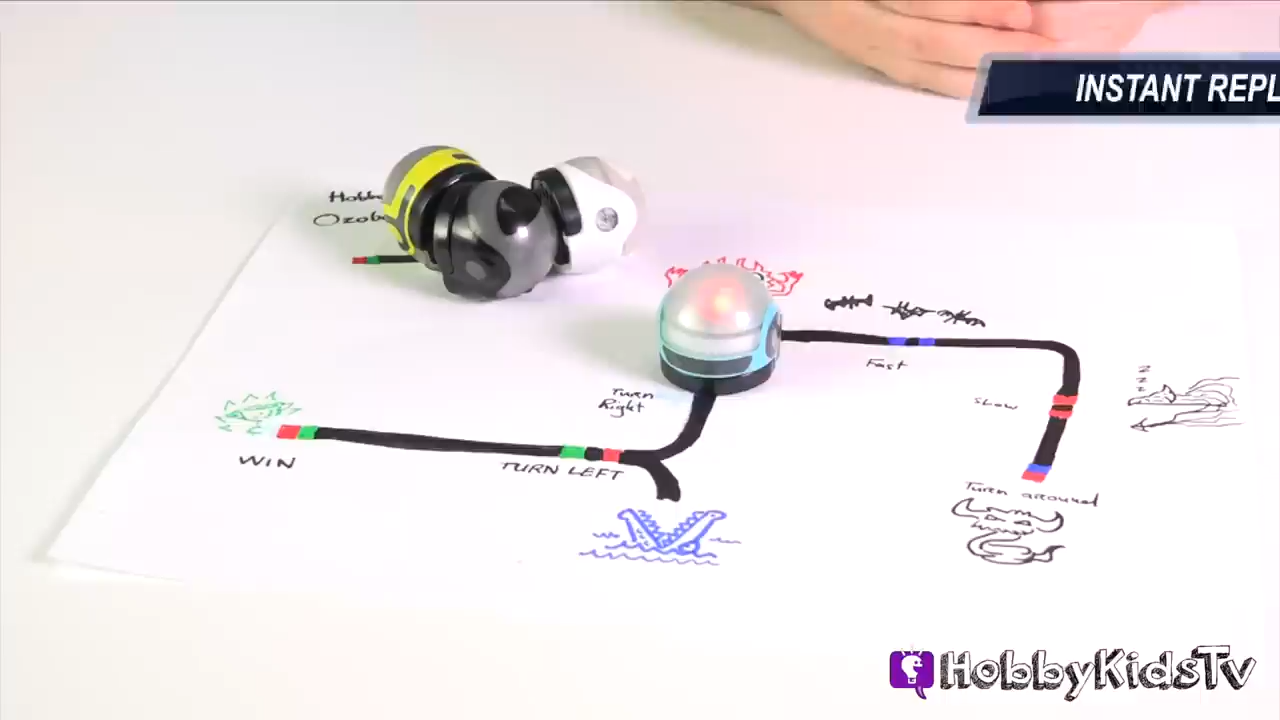 INSTANT REPL
Hobb
Ozob
Fast
Slow
Turn
Right
Z
Z
Z
WIN
TURN LEFT
Turn around
HobbyKidsTv